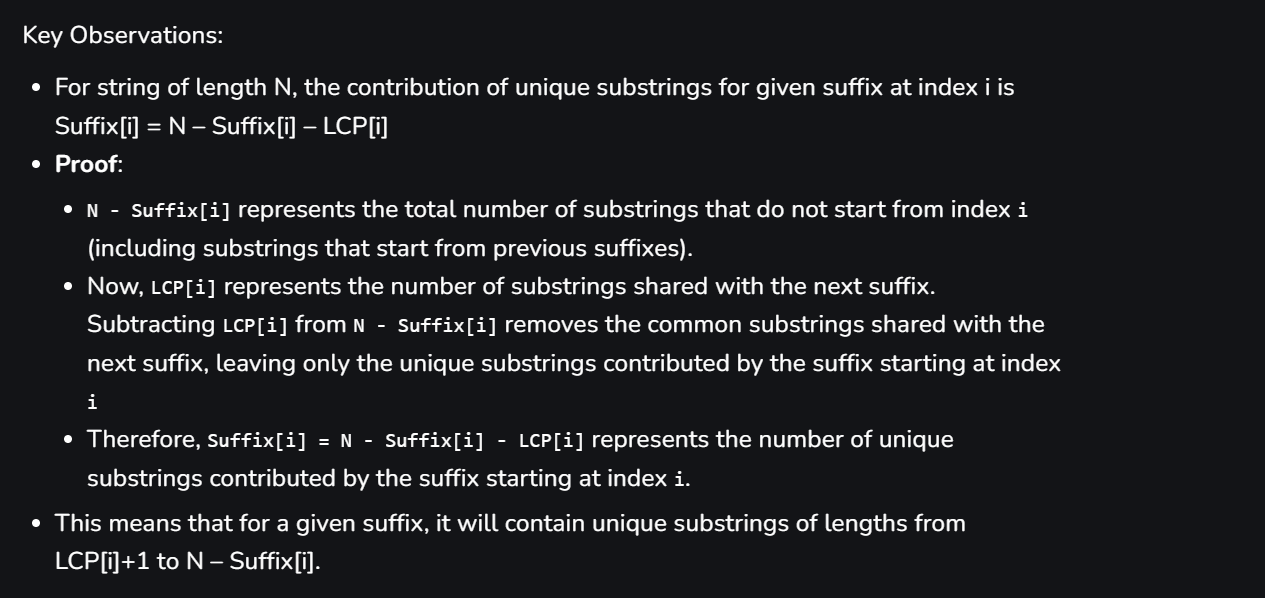 Key Observations:
• For string of length N, the contribution of unique substrings for given suffix at index i is
Suffix[i] = N – Suffix[i] – LCP[i]
• Proof:
• N - Suffix[i] represents the total number of substrings that do not start from index i
(including substrings that start from previous suffixes).
• Now, LCP[i] represents the number of substrings shared with the next suffix.
Subtracting LCP[i] from N - Suffix[i] removes the common substrings shared with the
next suffix, leaving only the unique substrings contributed by the suffix starting at index
i
• Therefore, Suffix[i] = N - Suffix[i] - LCP[i] represents the number of unique
substrings contributed by the suffix starting at index i.
• This means that for a given suffix, it will contain unique substrings of lengths from
LCP[i]+1 to N – Suffix[i].